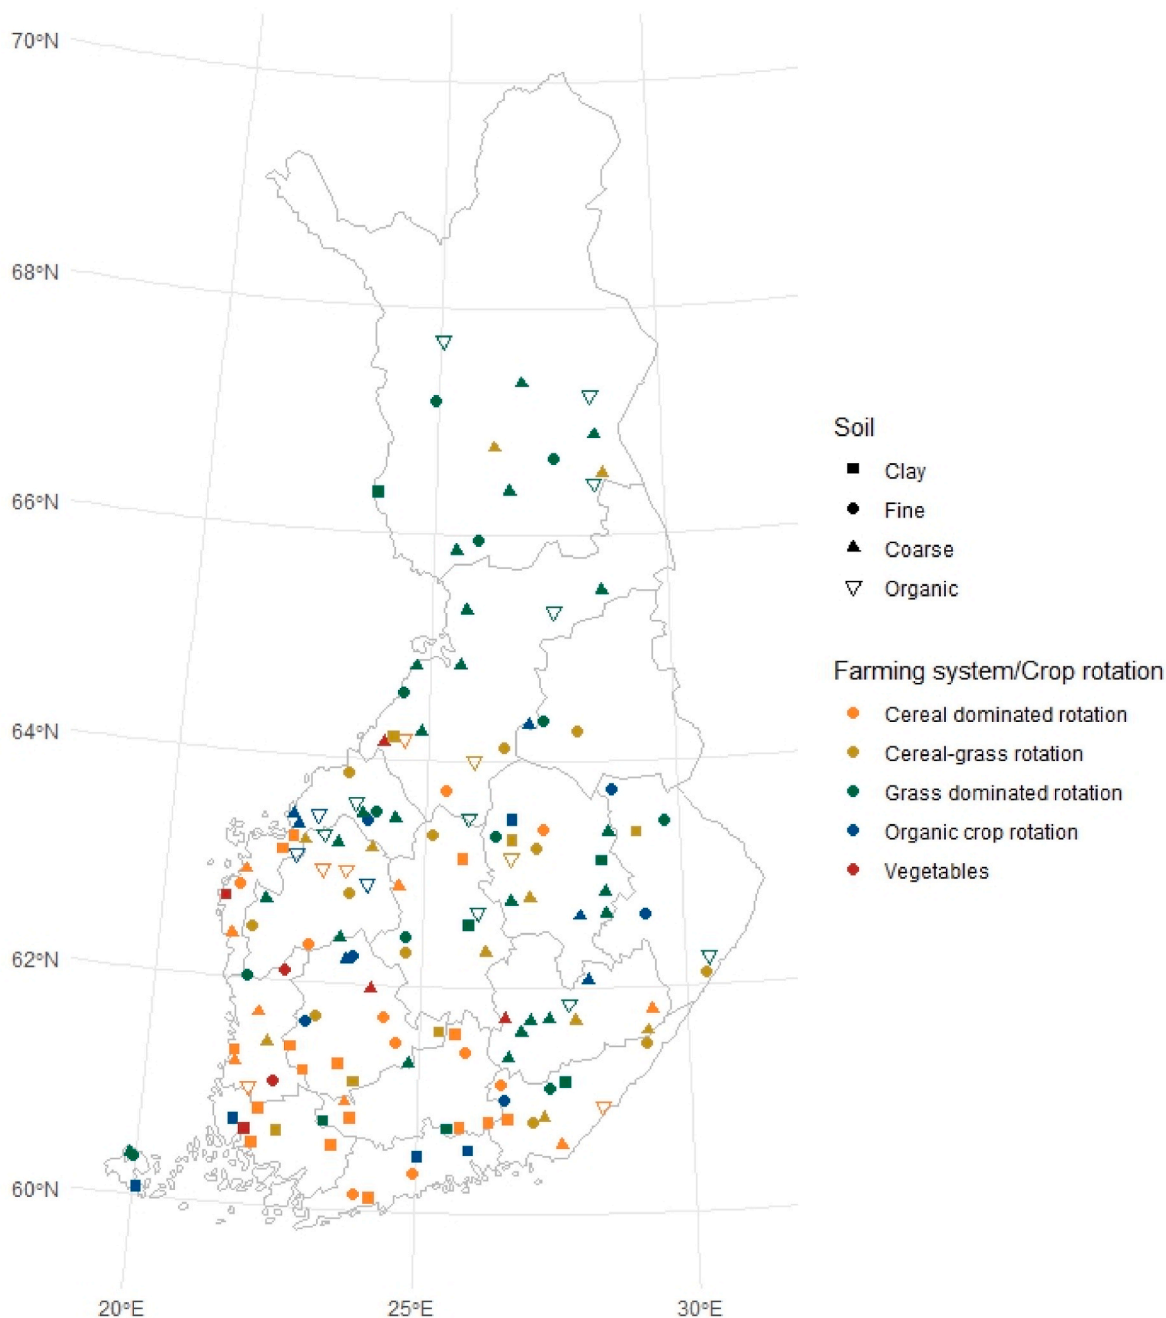 70°N
68°N
66°N
64°N
62°N
60°N
20°E
25°E
30°E
Soil
Clay
Fine
Coarse
Organic
Farming system/Crop rotation
Cereal dominated rotation
Cereal-grass rotation
Grass dominated rotation
Organic crop rotation
Vegetables